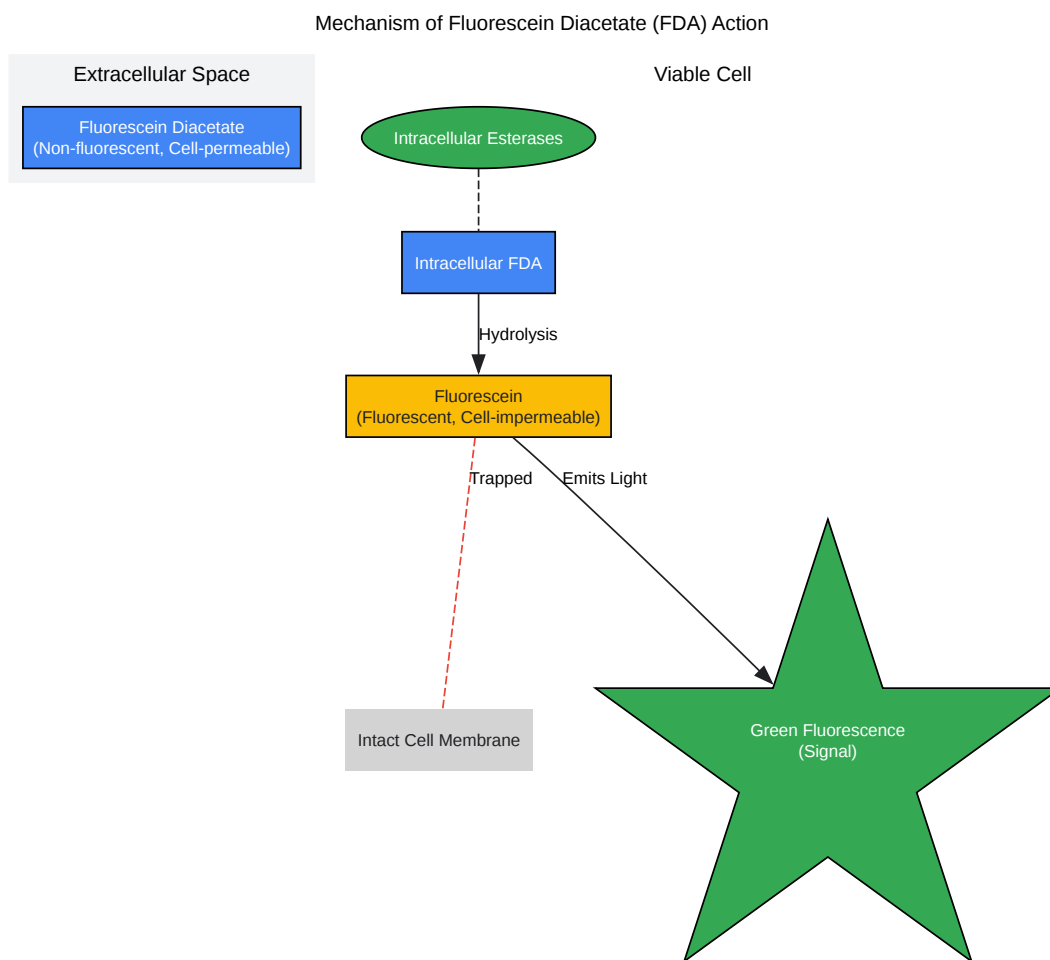 Mechanism of Fluorescein Diacetate (FDA) Action
Extracellular Space
Viable Cell
Fluorescein Diacetate
(Non-fluorescent, Cell-permeable)
Intracellular Esterases
Intracellular FDA
Hydrolysis
Fluorescein
(Fluorescent, Cell-impermeable)
Trapped
Emits Light
Intact Cell Membrane
Green Fluorescence
(Signal)